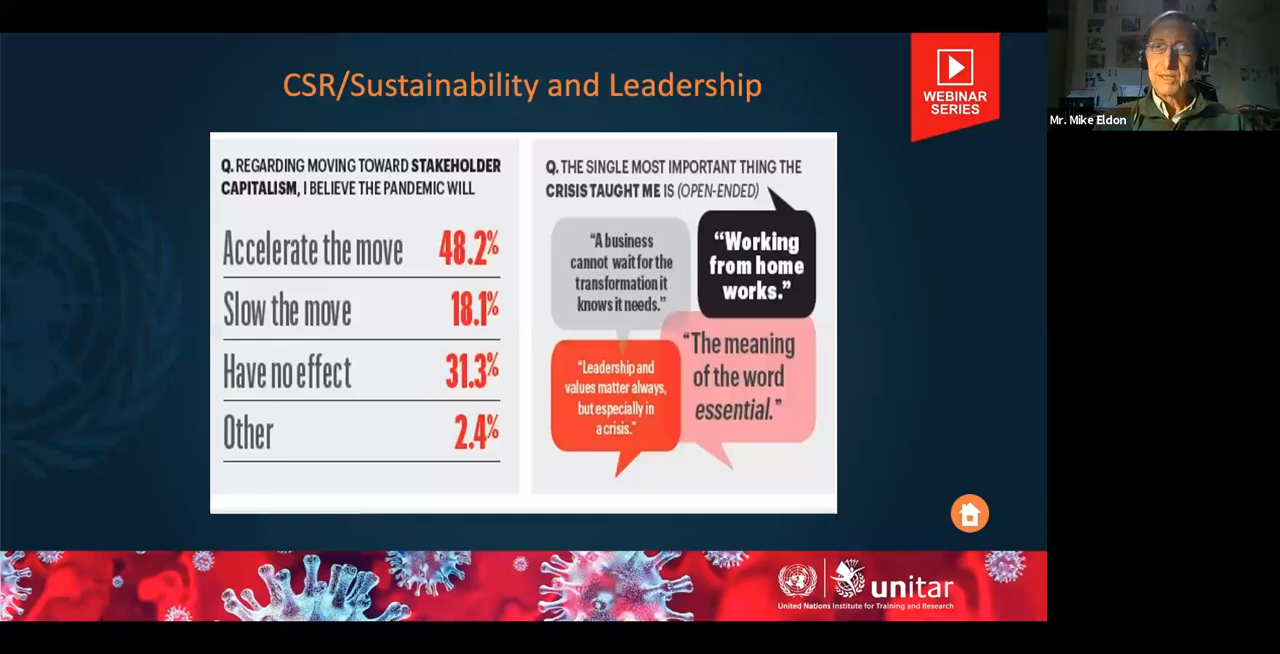 CSR/Sustainability and Leadership
WEBINAR
SERIES
Mr. Mike Eldon
Q. REGARDING MOVING TOWARD STAKEHOLDER
CAPITALISM, I BELIEVE THE PANDEMIC WILL
Accelerate the move 48.2%
Slow the move 18.1%
Have no effect 31.3%
Other 2.4%
Q. THE SINGLE MOST IMPORTANT THING THE
CRISIS TAUGHT ME IS (OPEN-ENDED)
“A business
cannot wait for the
transformation it
knows it needs.”
“Working
from home
works.”
“Leadership and
values matter always,
but especially in
a crisis.”
“The meaning
of the word
essential.”
unitar
United Nations Institute for Training and Research